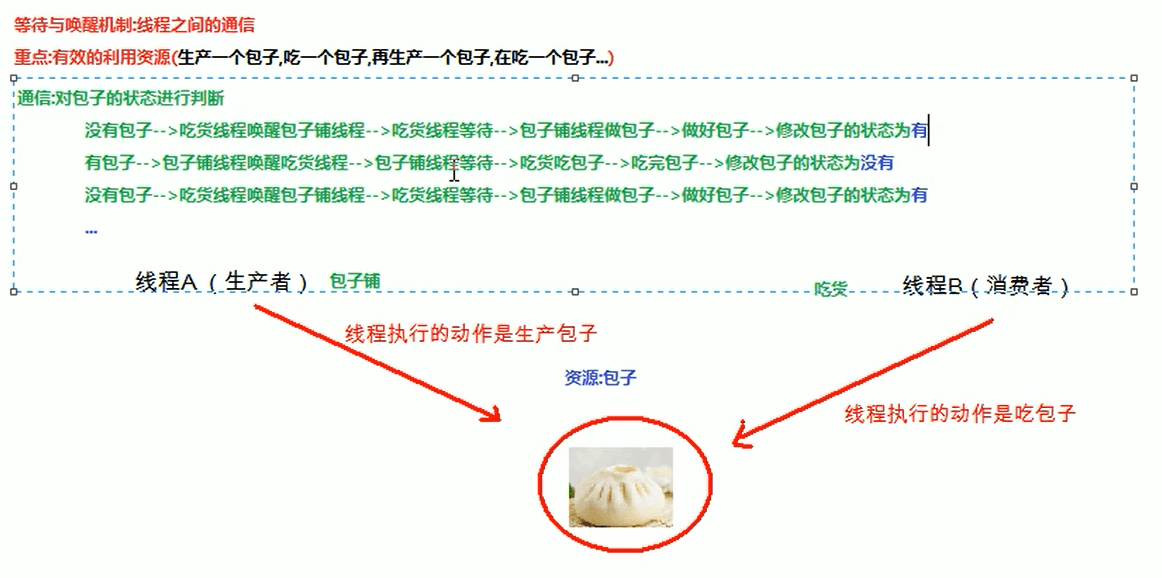 等待与唤醒机制:线程之间的通信
重点:有效的利用资源(生产一个包子,吃一个包子,再生产一个包子,在吃一个包子...)
通信:对包子的状态进行判断
没有包子-->吃货线程唤醒包子铺线程-->吃货线程等待-->包子铺线程做包子-->做好包子-->修改包子的状态为有
有包子-->包子铺线程唤醒吃货线程-->包子铺线程等待-->吃货吃包子-->吃完包子-->修改包子的状态为没有
没有包子-->吃货线程唤醒包子铺线程-->吃货线程等待-->包子铺线程做包子-->做好包子-->修改包子的状态为有
...
线程A（生产者） 包子铺
吃货 线程B（消费者）
线程执行的动作是生产包子
资源:包子
线程执行的动作是吃包子